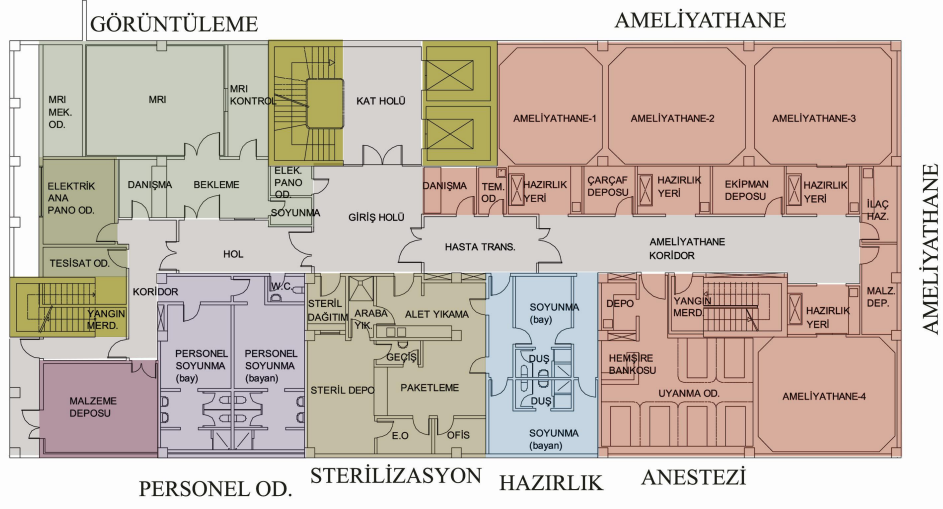 GÖRÜNTÜLEME
AMELİYATHANE
MRI
MEK.
OD.
MRI
MRI
KONTROL
KAT HOLÜ
AMELİYATHANE-1
AMELİYATHANE-2
AMELİYATHANE-3
ELEKTRİK
ANA
PANO OD.
DANIŞMA
BEKLEME
ELEK.
PANO
OD.
SOYUNMA
GİRİŞ HOLÜ
DANIŞMA
TEM.
OD.
HAZIRLIK
YERİ
ÇARÇAF
DEPOSU
HAZIRLIK
YERİ
EKİPMAN
DEPOSU
HAZIRLIK
YERİ
İLAÇ
HAZ.
AMELİYATHANE
TESİSAT OD.
HOL
HASTA TRANS.
AMELİYATHANE
KORİDOR
KORİDOR
W.C.
YANGIN
MERD.
STERİL
DAĞITIM
ARABA
YIK.
ALET YIKAMA
SOYUNMA
(bay)
DEPO
YANGIN
MERD.
HAZIRLIK
YERİ
MALZ.
DEP.
PERSONEL
SOYUNMA
(bay)
PERSONEL
SOYUNMA
(bayan)
GEÇİŞ
DUŞ
HEMŞİRE
BANKOSU
STERİL DEPO
PAKETLEME
DUŞ
UYANMA OD.
AMELİYATHANE-4
MALZEME
DEPOSU
E.O
OFİS
SOYUNMA
(bayan)
PERSONEL OD.
STERILIZASYON
HAZIRLIK
ANESTEZİ